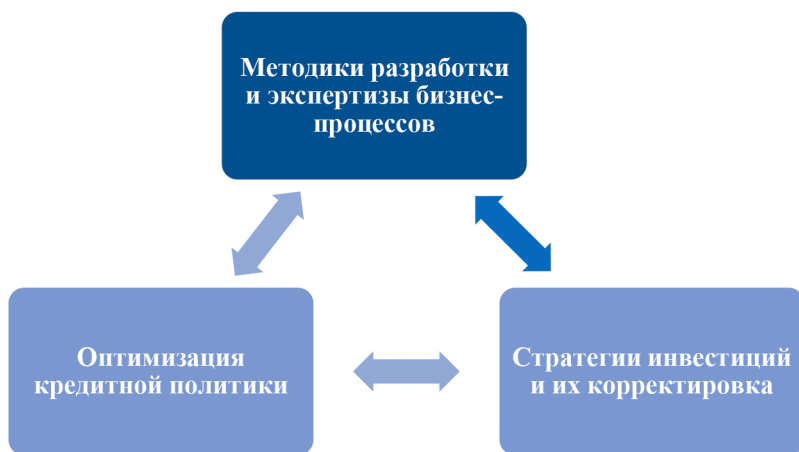 Методики разработки
и экспертизы бизнес-
процессов
Оптимизация
кредитной политики
Стратегии инвестиций
и их корректировка